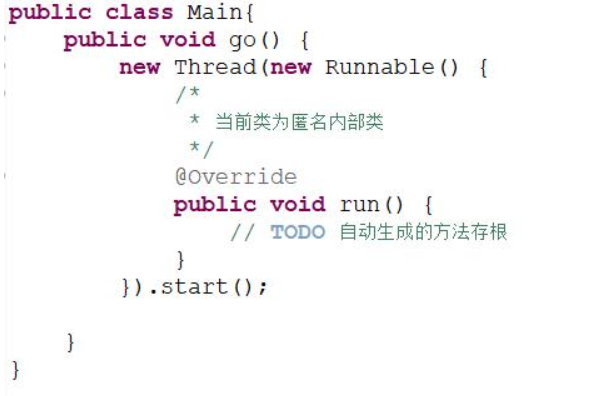 public class Main{
    public void go() {
        new Thread(new Runnable() {
            /*
             * 当前类为匿名内部类
             */
            @Override
            public void run() {
                // TODO 自动生成的方法存根
            }
        }).start();
    }
}